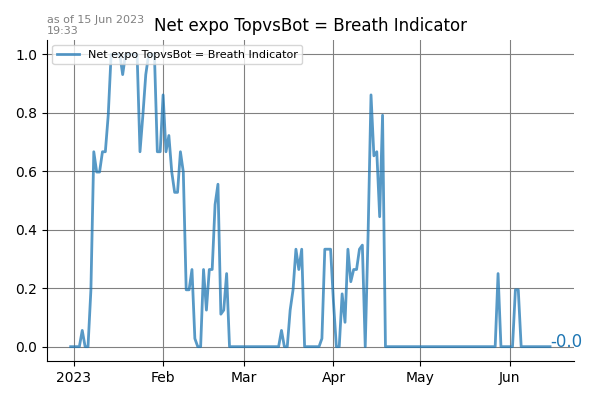 as of 15 Jun 2023
19:33
Net expo TopvsBot = Breath Indicator
Net expo TopvsBot = Breath Indicator
1.0
0.8
0.6
0.4
0.2
0.0
-0.0
2023 Feb Mar Apr May Jun